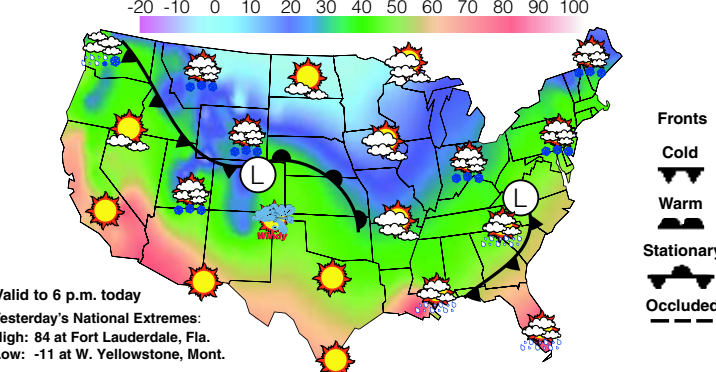 -20 -10 0 10 20 30 40 50 60 70 80 90 100
Fronts
Cold
Warm
Stationary
Occluded
L
L
Windy
Valid to 6 p.m. today
Yesterday's National Extremes:
High: 84 at Fort Lauderdale, Fla.
Low: -11 at W. Yellowstone, Mont.